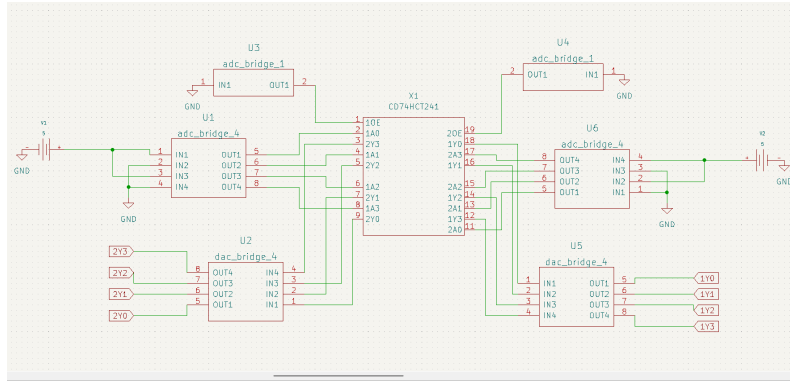 U3
adc_bridge_1
1 IN1 OUT1 2
GND
U4
adc_bridge_1
2 OUT1 IN1 1
GND
X1
CD74HCT241
1 1OE
2 1A0
3 2Y3
4 1A1
5 2Y2
6 1A2
7 2Y1
8 1A3
9 2Y0
2OE 19
1Y0 18
2A3 17
1Y1 16
2A2 15
1Y2 14
2A1 13
1Y3 12
2A0 11
V1
5
- +
GND
U1
adc_bridge_4
1 IN1 OUT1 5
2 IN2 OUT2 6
3 IN3 OUT3 7
4 IN4 OUT4 8
GND
U6
adc_bridge_4
8 OUT4 IN4 4
7 OUT3 IN3 3
6 OUT2 IN2 2
5 OUT1 IN1 1
GND
V2
5
+ -
GND
U2
dac_bridge_4
2Y3
2Y2
2Y1
2Y0
8 OUT4 IN4 4
7 OUT3 IN3 3
6 OUT2 IN2 2
5 OUT1 IN1 1
U5
dac_bridge_4
1 IN1 OUT1 5
2 IN2 OUT2 6
3 IN3 OUT3 7
4 IN4 OUT4 8
1Y0
1Y1
1Y2
1Y3